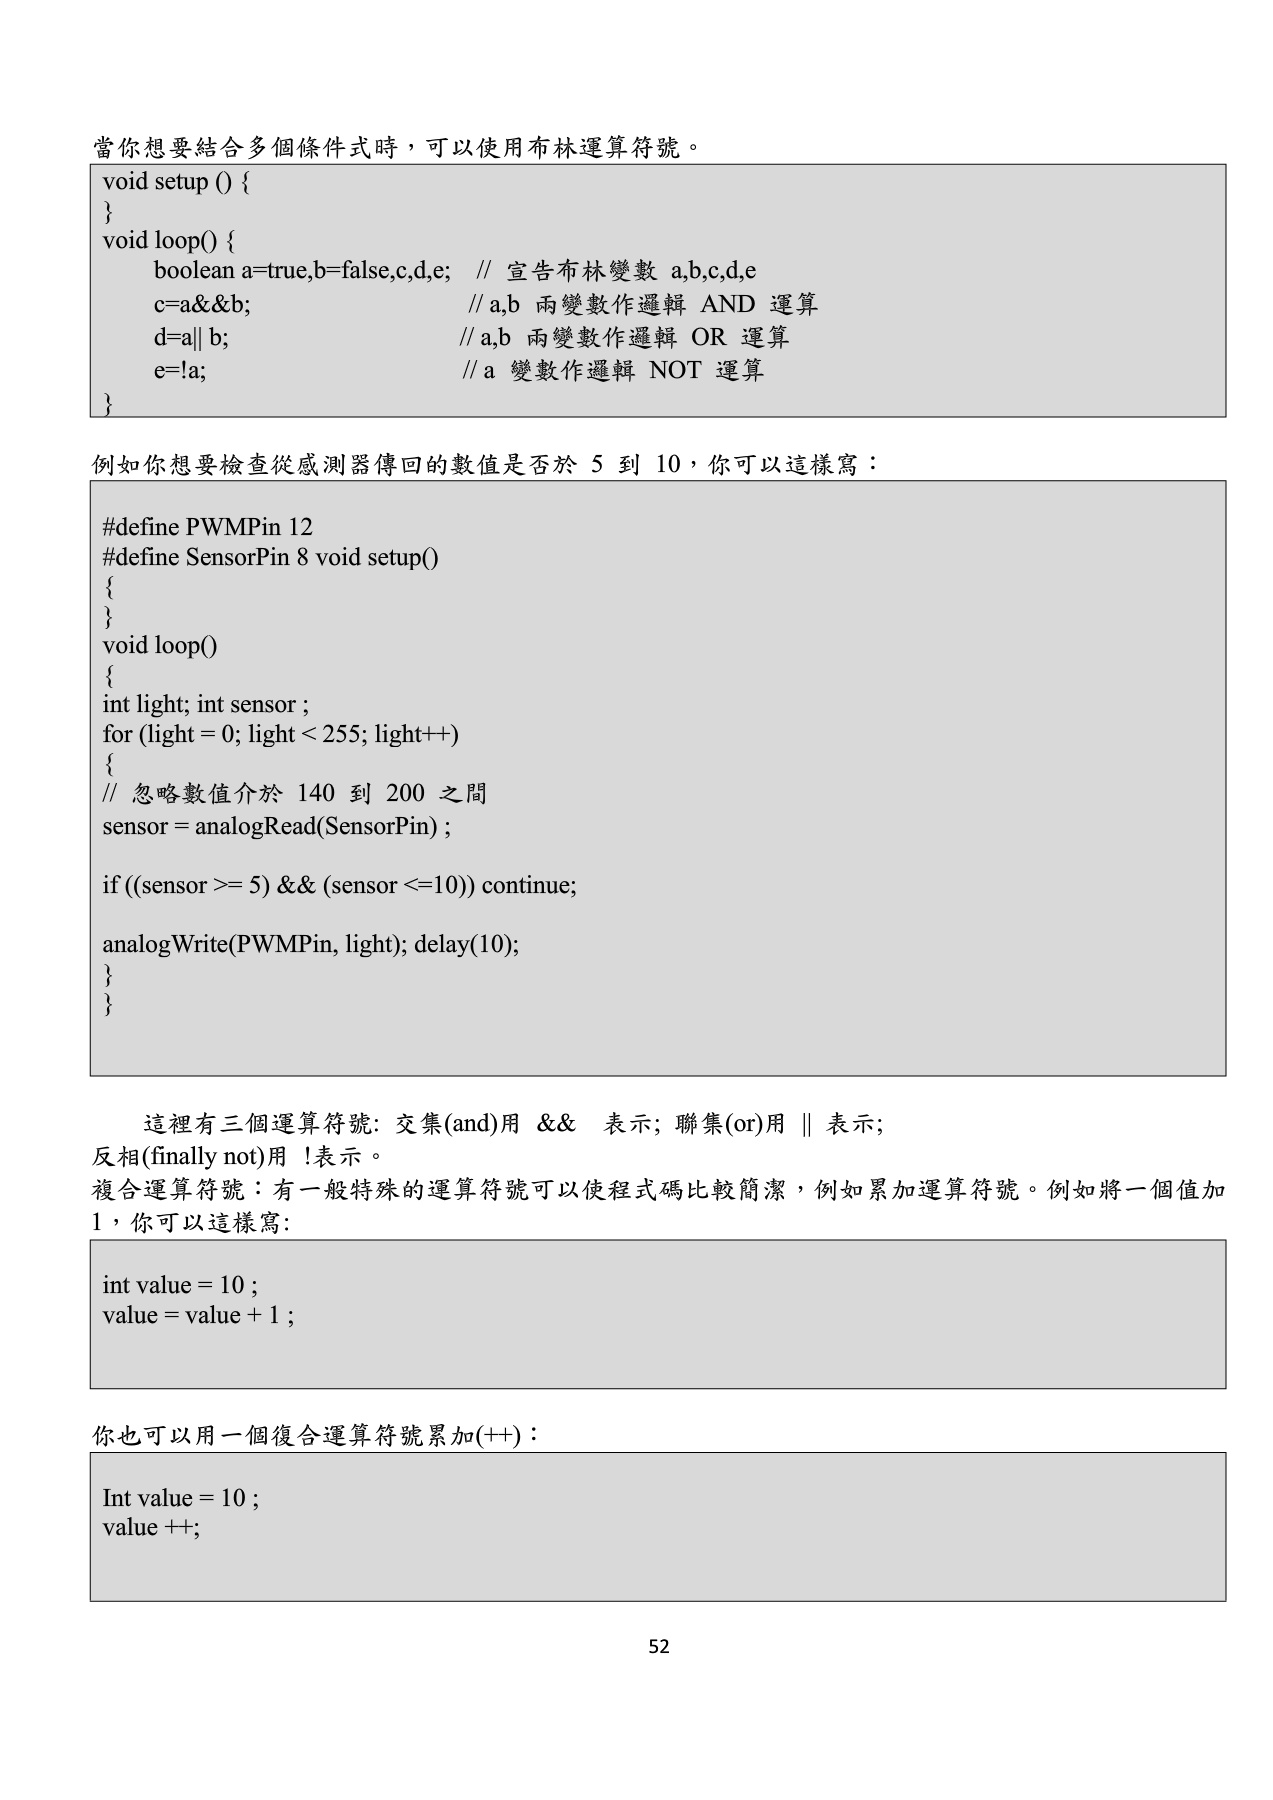 當你想要結合多個條件式時，可以使用布林運算符號。
void setup () {
}
void loop() {
boolean a=true,b=false,c,d,e; // 宣告布林變數 a,b,c,d,e
c=a&&b; // a,b 兩變數作邏輯 AND 運算
d=a|| b; // a,b 兩變數作邏輯 OR 運算
e=!a; // a 變數作邏輯 NOT 運算
}
例如你想要檢查從感測器傳回的數值是否於 5 到 10，你可以這樣寫：
#define PWMPin 12
#define SensorPin 8 void setup()
{
}
void loop()
{
int light; int sensor ;
for (light = 0; light < 255; light++)
{
// 忽略數值介於 140 到 200 之間
sensor = analogRead(SensorPin) ;
if ((sensor >= 5) && (sensor <=10)) continue;
analogWrite(PWMPin, light); delay(10);
}
}
這裡有三個運算符號: 交集(and)用 && 表示; 聯集(or)用 || 表示;
反相(finally not)用 !表示。
複合運算符號：有一般特殊的運算符號可以使程式碼比較簡潔，例如累加運算符號。例如將一個值加
1，你可以這樣寫:
int value = 10 ;
value = value + 1 ;
你也可以用一個復合運算符號累加(++)：
Int value = 10 ;
value ++;
52